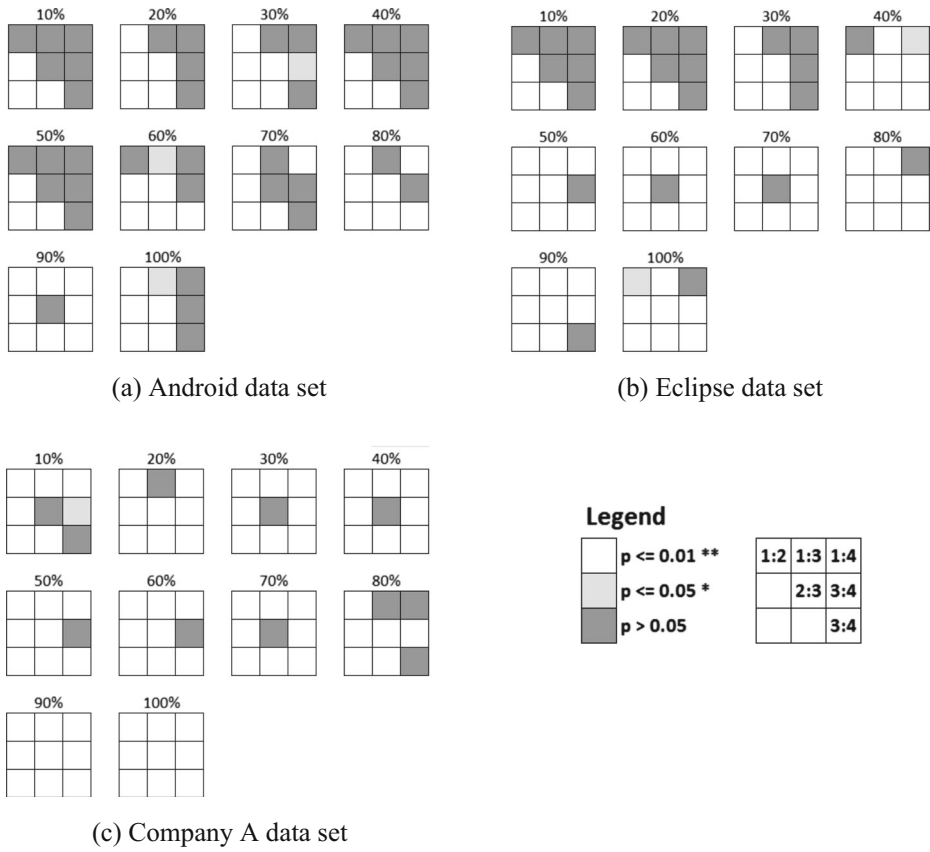 10% 20% 30% 40%
50% 60% 70% 80%
90% 100%
(a) Android data set
10% 20% 30% 40%
50% 60% 70% 80%
90% 100%
(b) Eclipse data set
10% 20% 30% 40%
50% 60% 70% 80%
90% 100%
(c) Company A data set
Legend
p <= 0.01 **
p <= 0.05 *
p > 0.05
1:2 1:3 1:4
2:3 3:4
3:4